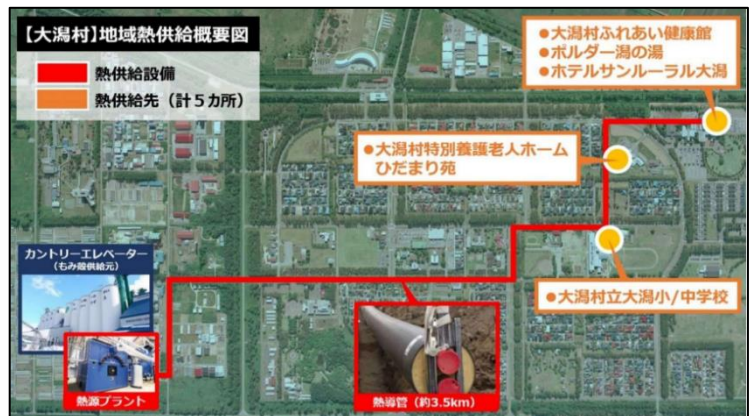 【大潟村】地域熱供給概要図
熱供給設備
熱供給先（計５カ所）
●大潟村ふれあい健康館
●ポルダー潟の湯
●ホテルサンルーラル大潟
●大潟村特別養護老人ホーム
ひだまり苑
●大潟村立大潟小/中学校
カントリーエレベーター
（もみ殻供給元）
熱源プラント
熱導管（約3.5km）